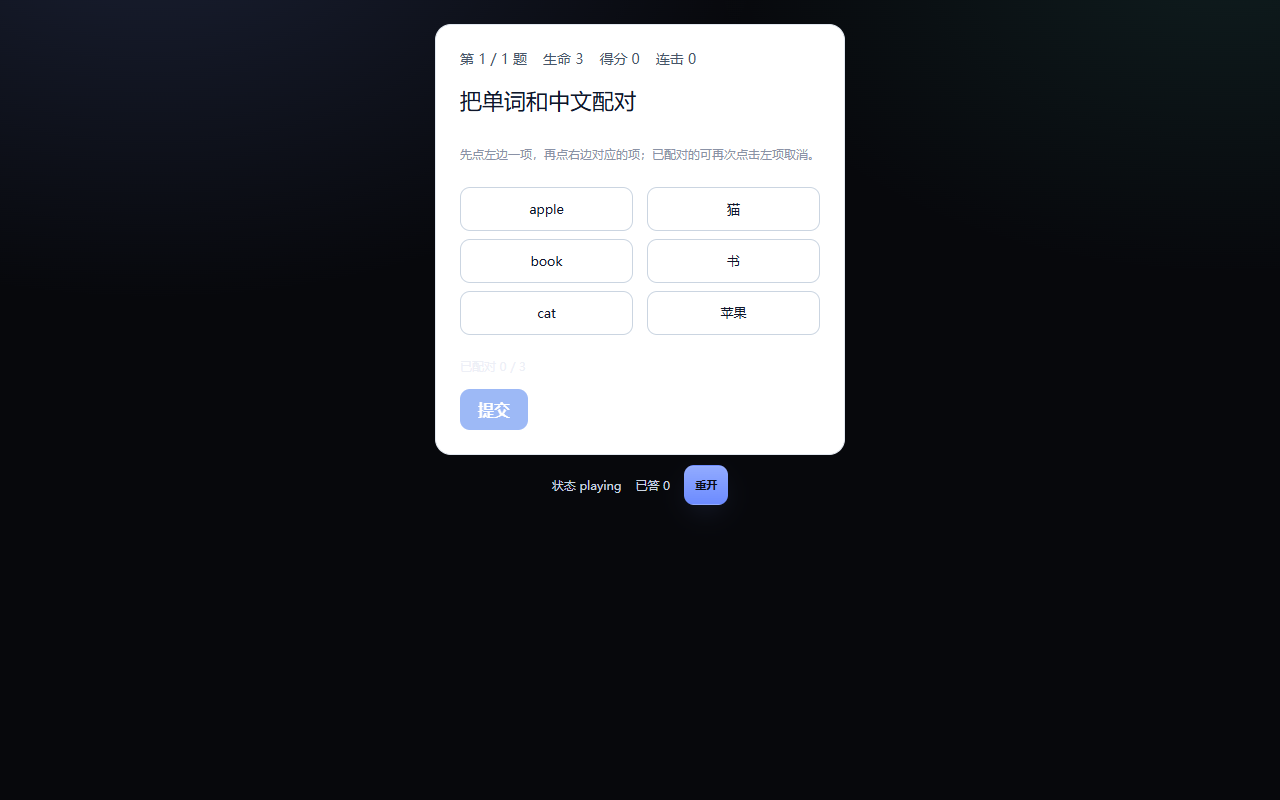 第 1 / 1 题 生命 3 得分 0 连击 0
把单词和中文配对
先点左边一项，再点右边对应的项；已配对的可再次点击左项取消。
apple 猫
book 书
cat 苹果
已配对 0 / 3
提交
状态 playing 已答 0 重开